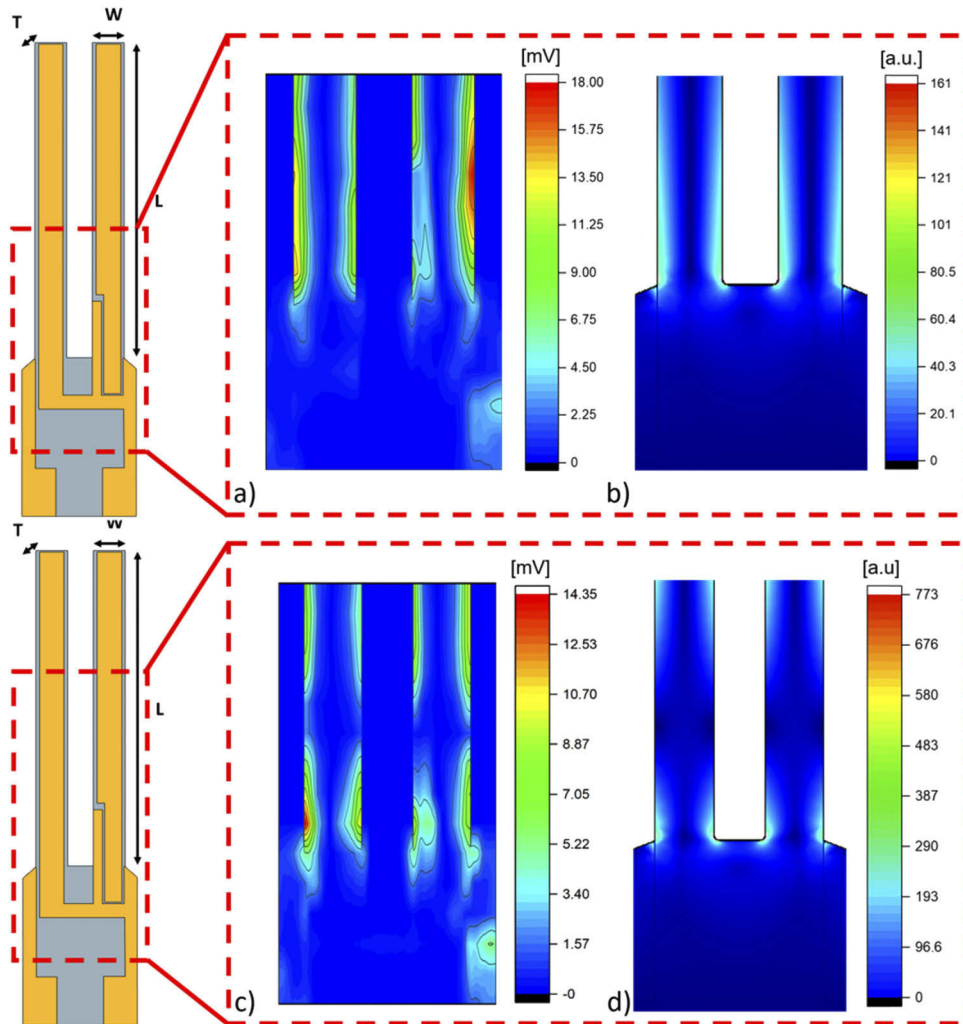 T
W
L
[mV]
18.00
15.75
13.50
11.25
9.00
6.75
4.50
2.25
0
a)
[a.u.]
161
141
121
101
80.5
60.4
40.3
20.1
0
b)
T
W
L
[mV]
14.35
12.53
10.70
8.87
7.05
5.22
3.40
1.57
-0
c)
[a.u]
773
676
580
483
387
290
193
96.6
0
d)